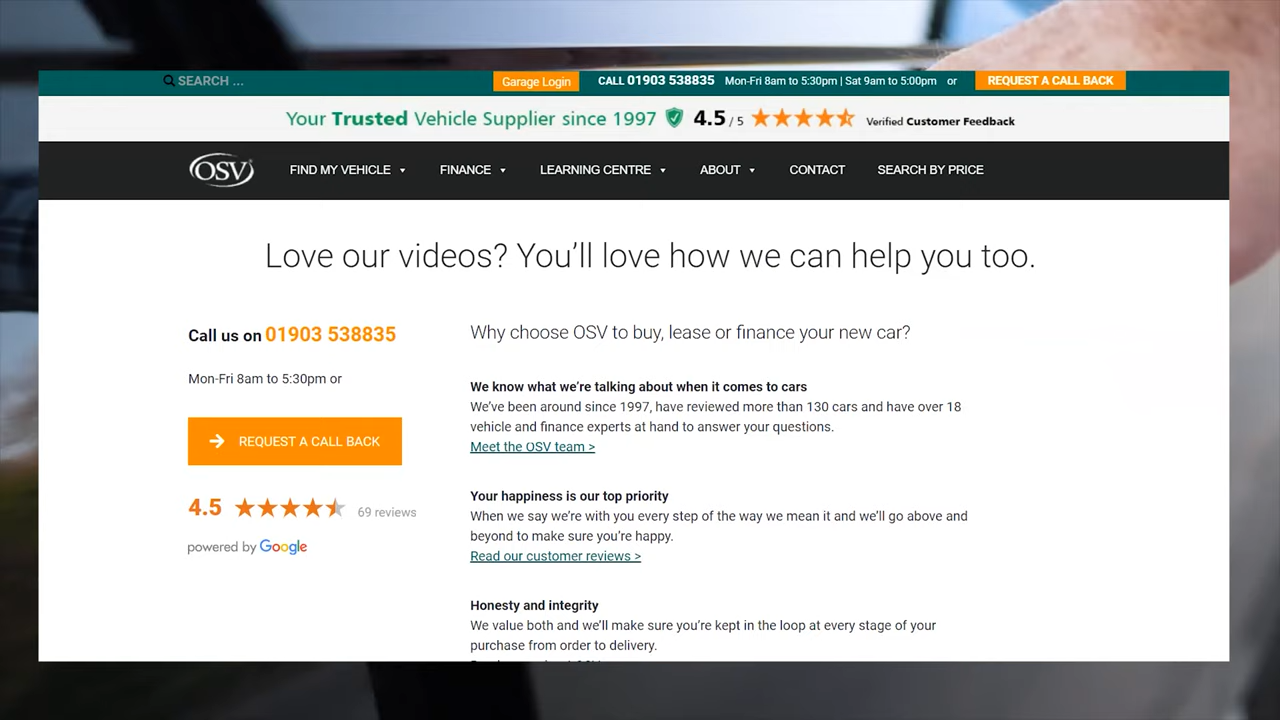 SEARCH ...
Garage Login
CALL 01903 538835 Mon-Fri 8am to 5:30pm | Sat 9am to 5:00pm or
REQUEST A CALL BACK
Your Trusted Vehicle Supplier since 1997 4.5 / 5 Verified Customer Feedback
OSV
FIND MY VEHICLE
FINANCE
LEARNING CENTRE
ABOUT
CONTACT
SEARCH BY PRICE
Love our videos? You’ll love how we can help you too.
Call us on 01903 538835
Mon-Fri 8am to 5:30pm or
REQUEST A CALL BACK
4.5 69 reviews
powered by Google
Why choose OSV to buy, lease or finance your new car?
We know what we’re talking about when it comes to cars
We’ve been around since 1997, have reviewed more than 130 cars and have over 18
vehicle and finance experts at hand to answer your questions.
Meet the OSV team >
Your happiness is our top priority
When we say we’re with you every step of the way we mean it and we’ll go above and
beyond to make sure you’re happy.
Read our customer reviews >
Honesty and integrity
We value both and we’ll make sure you’re kept in the loop at every stage of your
purchase from order to delivery.